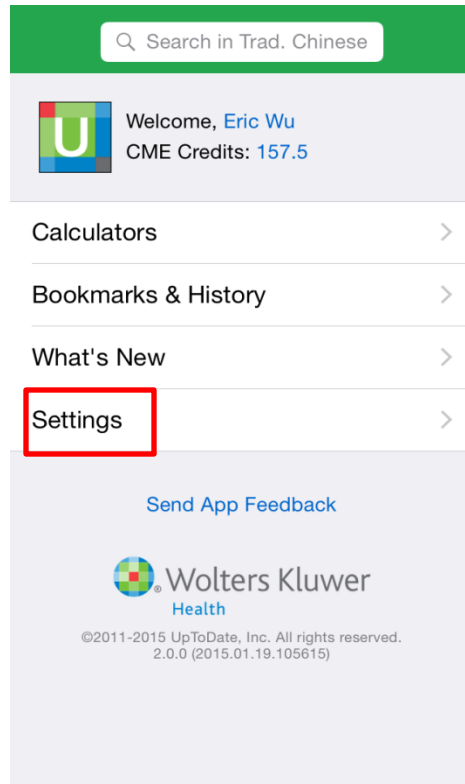 Search in Trad. Chinese
U
Welcome, Eric Wu
CME Credits: 157.5
Calculators
Bookmarks & History
What's New
Settings
Send App Feedback
®
Wolters Kluwer
Health
©2011-2015 UpToDate, Inc. All rights reserved.
2.0.0 (2015.01.19.105615)